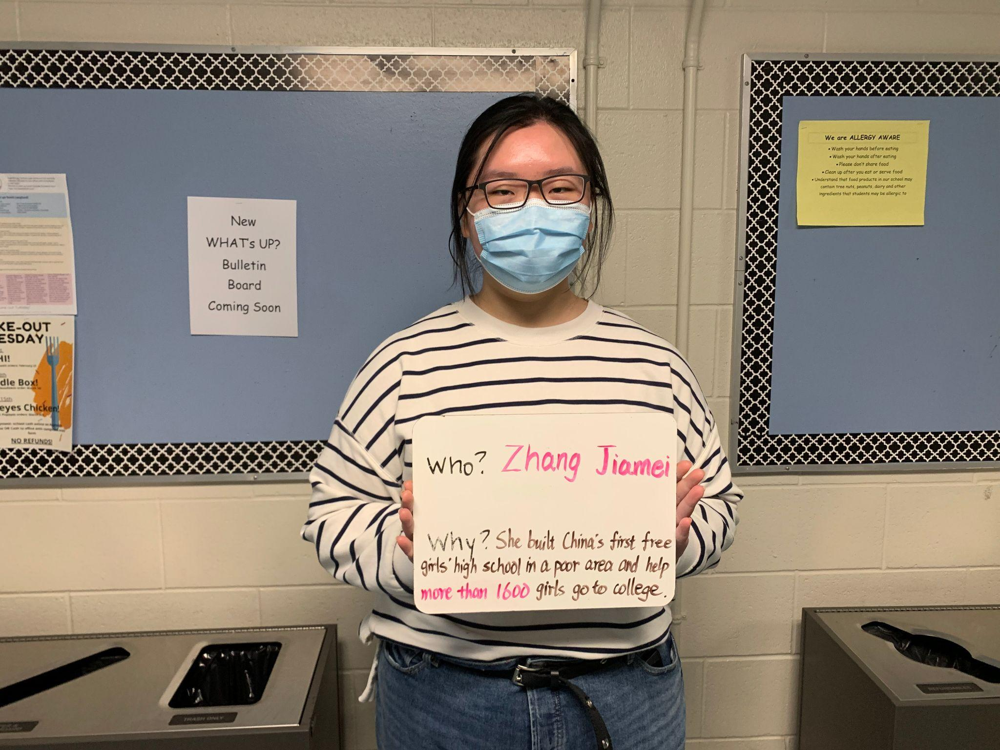 New
WHAT's UP?
Bulletin
Board
Coming Soon
KE-OUT
ESDAY
HI!
dle Box!
15th
eyes Chicken!
NO REFUNDS!
We are ALLERGY AWARE
• Wash your hands before eating
• Wash your hands after eating
• Please don't share food
• Clean up after you eat or serve food
• Understand that food products in our school may
contain tree nuts, peanuts, dairy and other
ingredients that students may be allergic to
Who? Zhang Jiamei
Why? She built China's first free
girls' high school in a poor area and help
more than 1600 girls go to college.
TRASH ONLY
REFUNDABLES